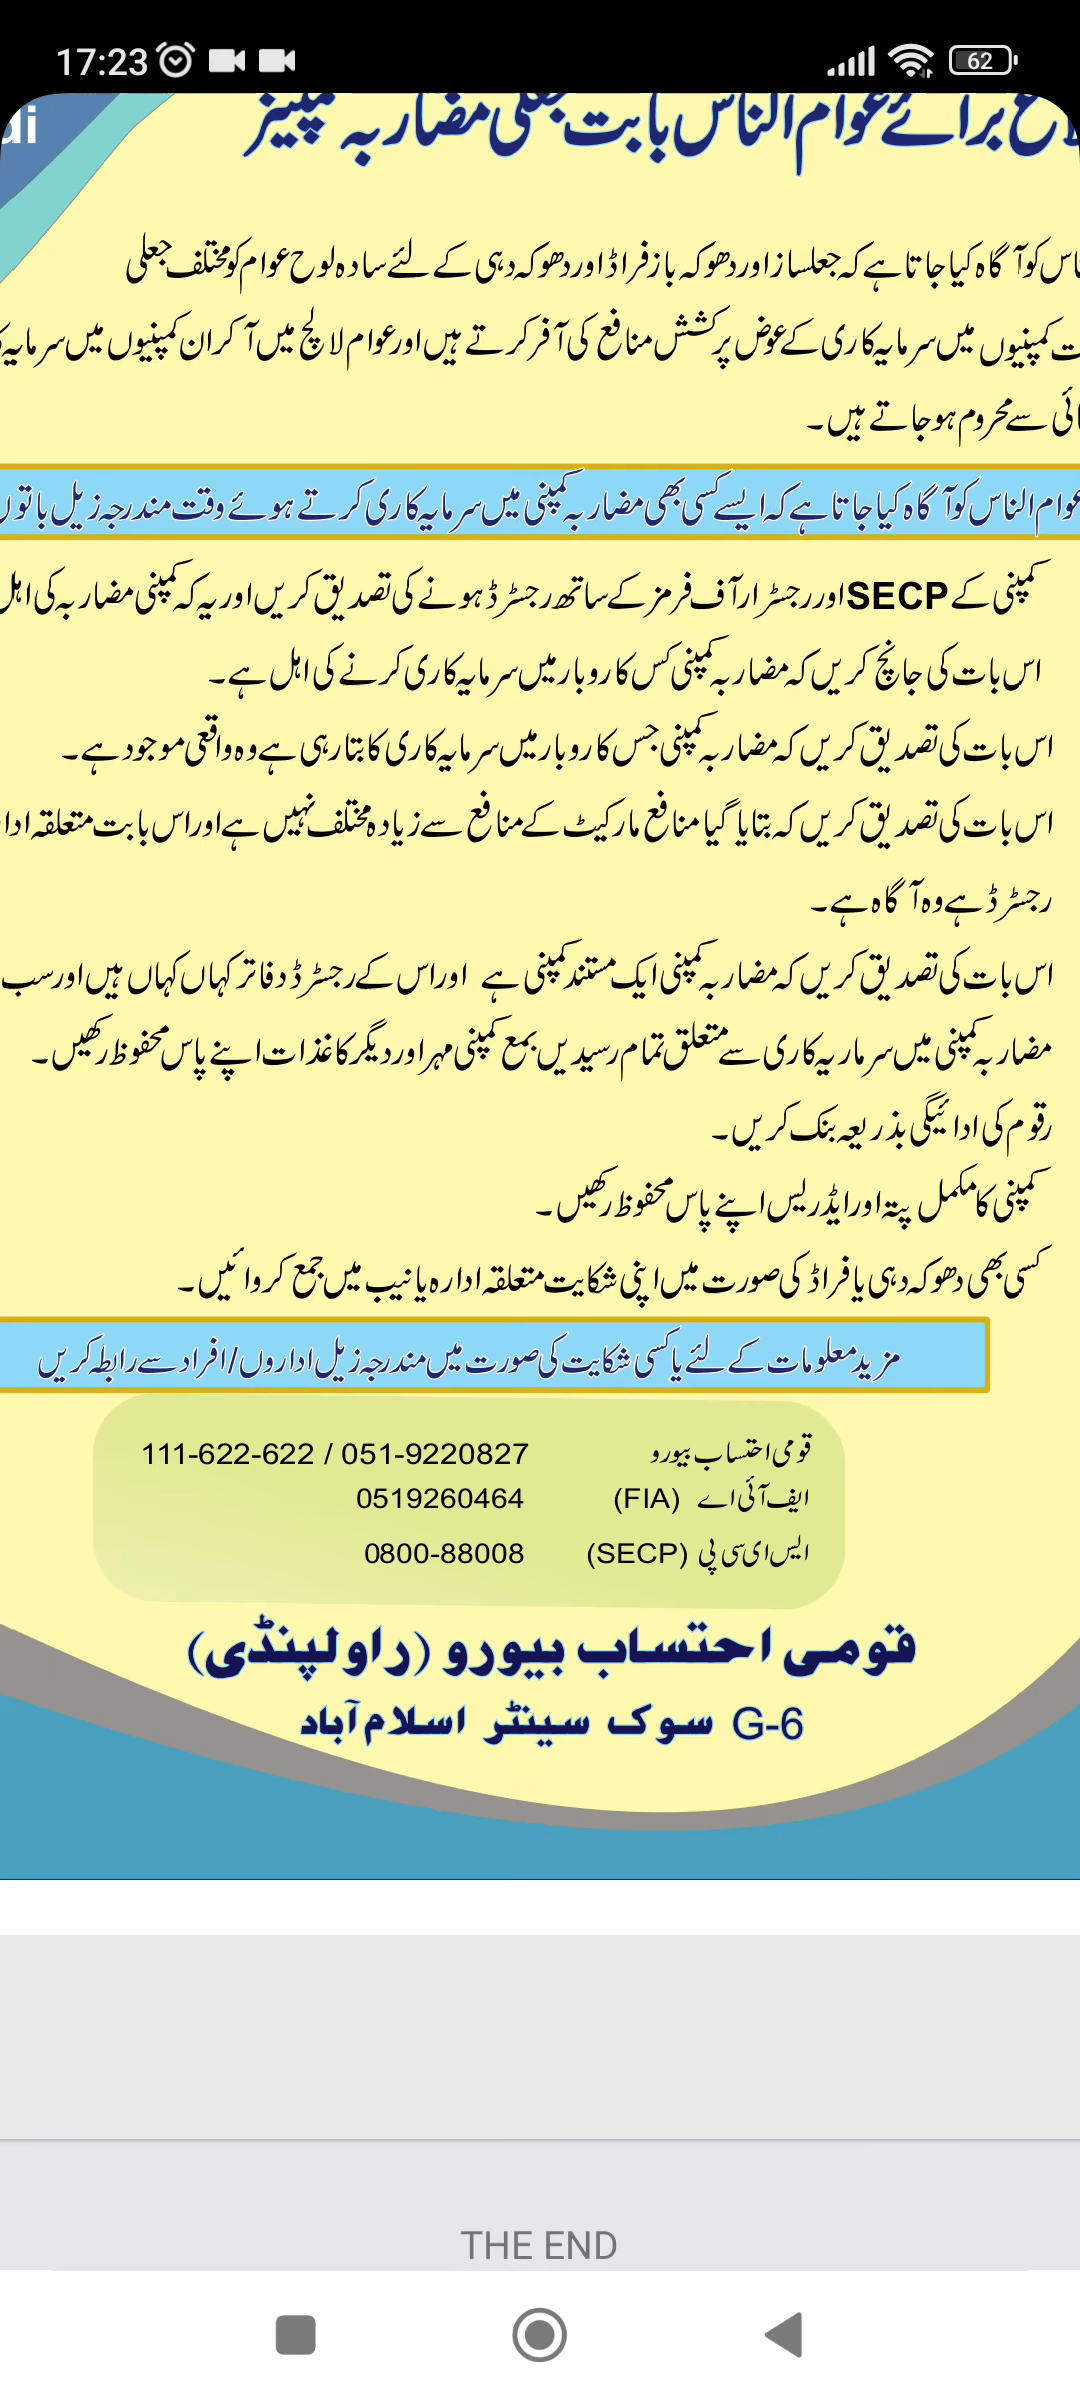 17:23
62
di
برائے عوام الناس بابت جعلی مضاربہ کمپنیز
کو آگاہ کیا جاتا ہے کہ جعلساز اور دھوکہ باز فراڈ اور دھوکہ دہی کے لئے سادہ لوح عوام کو مختلف جعلی
کمپنیوں میں سرمایہ کاری کے عوض پرکشش منافع کی آفر کرتے ہیں اور عوام لالچ میں آ کر ان کمپنیوں میں سرمایہ
سے محروم ہو جاتے ہیں۔
عوام الناس کو آگاہ کیا جاتا ہے کہ ایسے کسی بھی مضاربہ کمپنی میں سرمایہ کاری کرتے ہوئے وقت مندرجہ زیل باتوں
کمپنی کے SECP اور رجسٹرار آف فرمز کے ساتھ رجسٹرڈ ہونے کی تصدیق کریں اور یہ کہ کمپنی مضاربہ کی اہل
اس بات کی جانچ کریں کہ مضاربہ کمپنی کس کاروبار میں سرمایہ کاری کرنے کی اہل ہے۔
اس بات کی تصدیق کریں کہ مضاربہ کمپنی جس کاروبار میں سرمایہ کاری کا بتا رہی ہے وہ واقعی موجود ہے۔
اس بات کی تصدیق کریں کہ بتایا گیا منافع مارکیٹ کے منافع سے زیادہ مختلف نہیں ہے اور اس بابت متعلقہ
رجسٹرڈ ہے وہ آگاہ ہے۔
اس بات کی تصدیق کریں کہ مضاربہ کمپنی ایک مستند کمپنی ہے اور اس کے رجسٹرڈ دفاتر کہاں کہاں ہیں اور سب
مضاربہ کمپنی میں سرماریہ کاری سے متعلق تمام رسیدیں بمع کمپنی مہر اور دیگر کاغذات اپنے پاس محفوظ رکھیں۔
رقوم کی ادائیگی بذریعہ بنک کریں۔
کمپنی کا مکمل پتہ اور ایڈریس اپنے پاس محفوظ رکھیں۔
کسی بھی دھوکہ دہی یا فراڈ کی صورت میں اپنی شکایت متعلقہ ادارہ یا نیب میں جمع کروائیں۔
مزید معلومات کے لئے یا کسی شکایت کی صورت میں مندرجہ زیل اداروں/افراد سے رابطہ کریں
قومی احتساب بیورو 111-622-622 / 051-9220827
ایف آئی اے (FIA) 0519260464
ایس ای سی پی (SECP) 0800-88008
قومی احتساب بیورو (راولپنڈی)
G-6 سوک سینٹر اسلام آباد
THE END